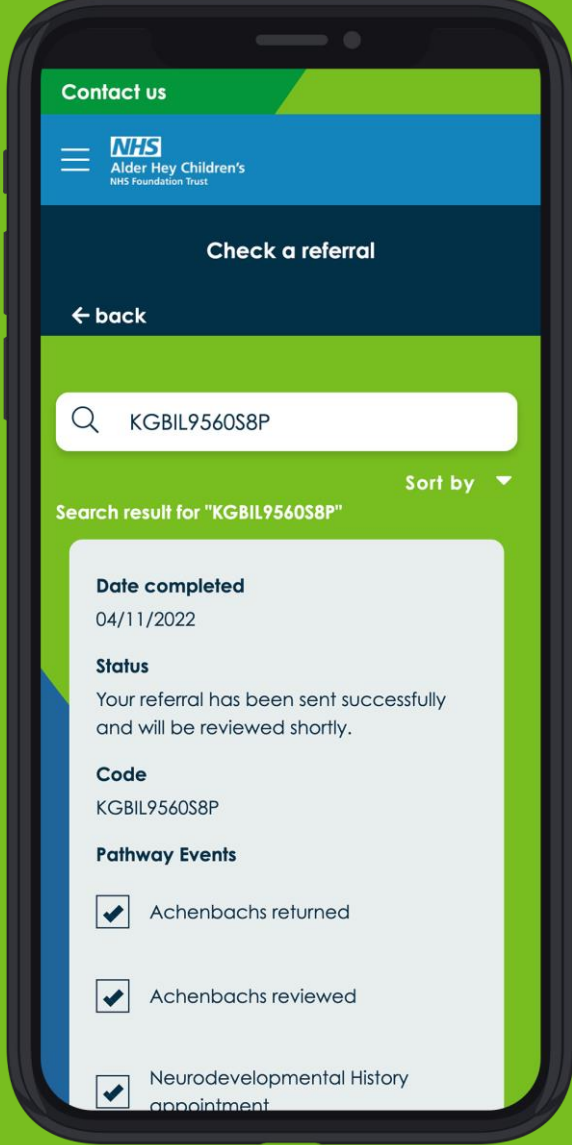 Contact us
NHS
Alder Hey Children's
NHS Foundation Trust
Check a referral
← back
KGBIL9560S8P
Sort by
Search result for "KGBIL9560S8P"
Date completed
04/11/2022
Status
Your referral has been sent successfully
and will be reviewed shortly.
Code
KGBIL9560S8P
Pathway Events
Achenbachs returned
Achenbachs reviewed
Neurodevelopmental History
appointment